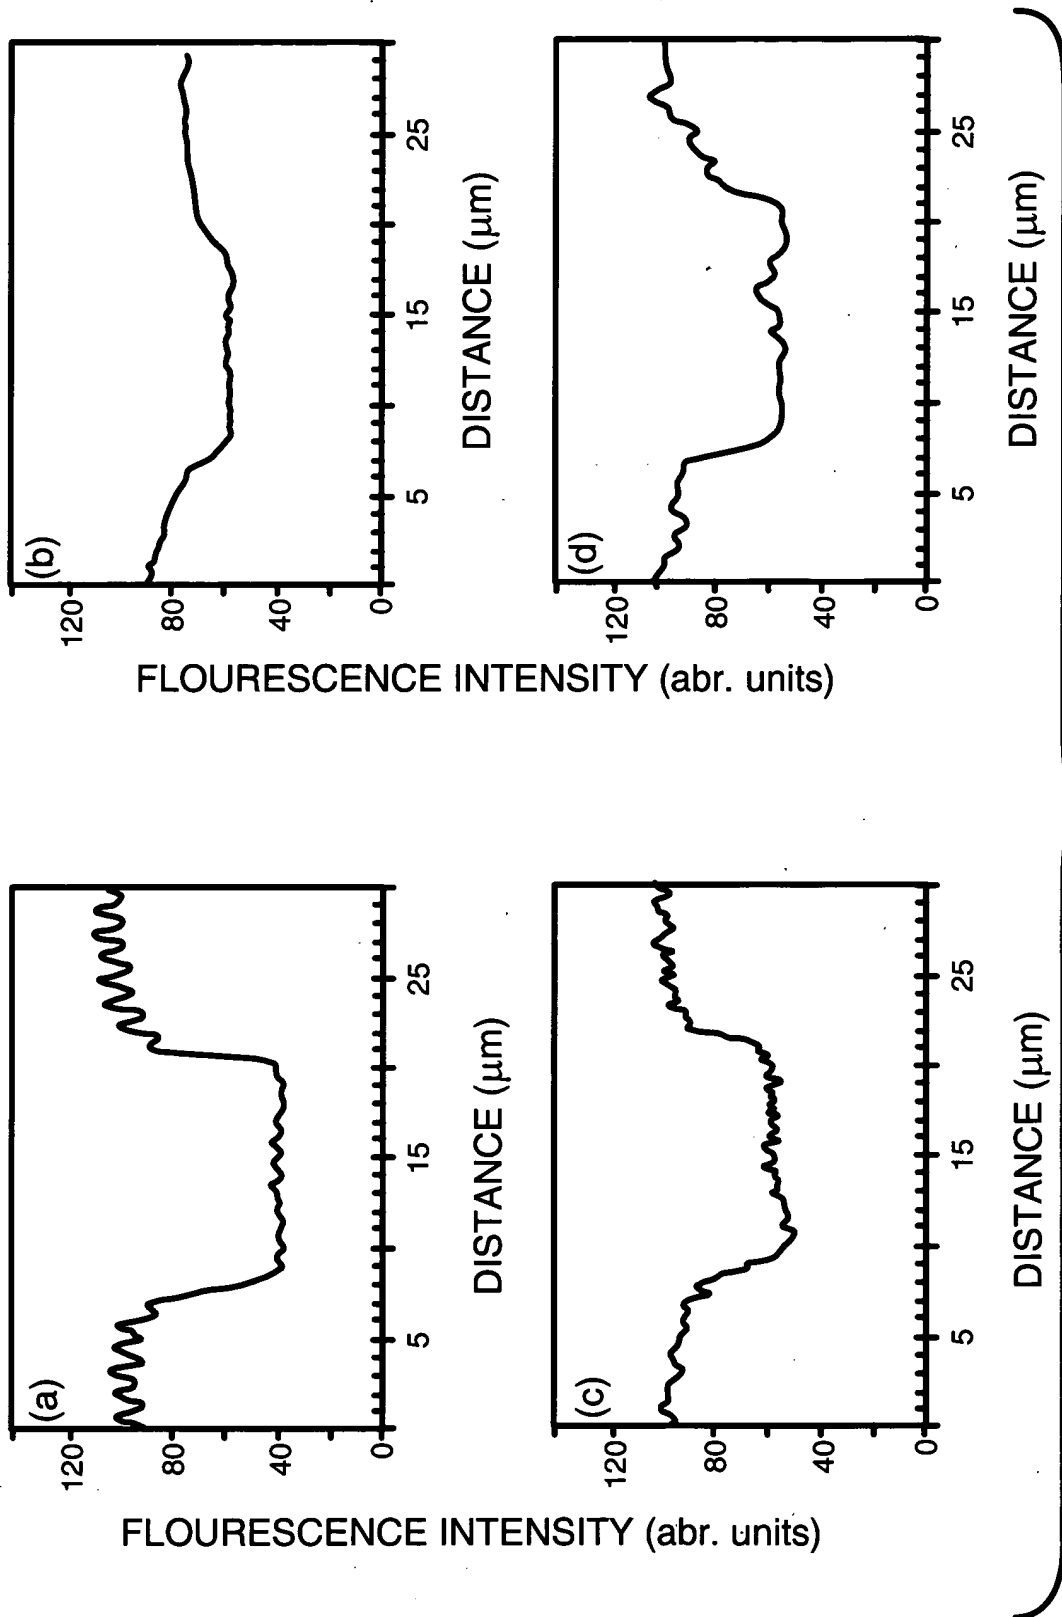 (a)
120
80
40
0
5
15
25
DISTANCE (μm)
FLOURESCENCE INTENSITY (abr. units)
(b)
120
80
40
0
5
15
25
DISTANCE (μm)
FLOURESCENCE INTENSITY (abr. units)
(c)
120
80
40
0
5
15
25
DISTANCE (μm)
(d)
120
80
40
0
5
15
25
DISTANCE (μm)